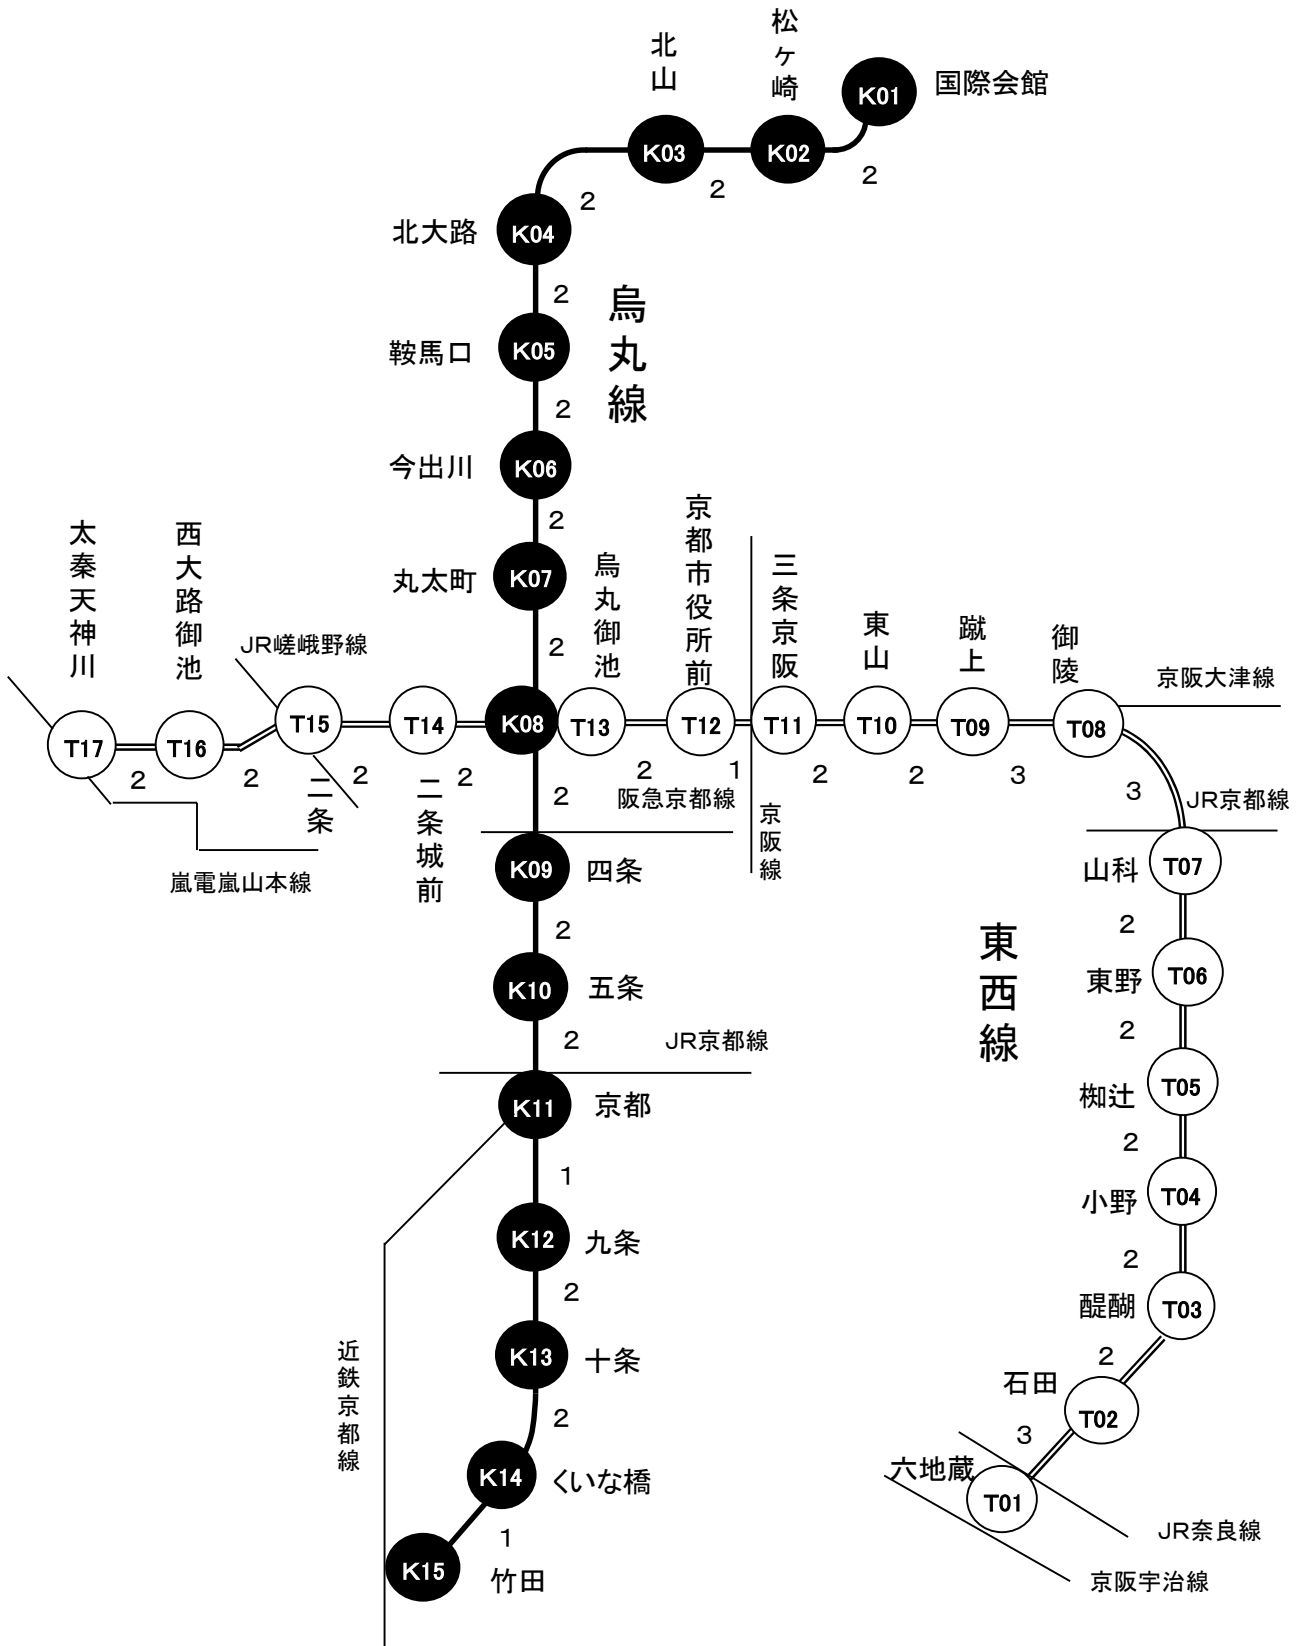 松ヶ崎
北山
K01
国際会館
K03
K02
2
2
2
K04
北大路
2
烏丸線
K05
鞍馬口
2
K06
今出川
2
京都市役所前
太秦天神川
西大路御池
K07
丸太町
烏丸御池
三条京阪
東山
蹴上
御陵
JR嵯峨野線
2
京阪大津線
T17
T16
T15
T14
K08
T13
T12
T11
T10
T09
T08
2
2
2
2
2
2
1
2
2
3
3
二条
二条城前
阪急京都線
京阪線
JR京都線
嵐電嵐山本線
K09
四条
山科
T07
2
2
K10
五条
東西線
東野
T06
2
JR京都線
2
K11
京都
椥辻
T05
1
2
K12
九条
小野
T04
2
2
K13
十条
醍醐
T03
近鉄京都線
2
2
石田
T02
K14
くいな橋
3
六地蔵
T01
1
JR奈良線
K15
竹田
京阪宇治線